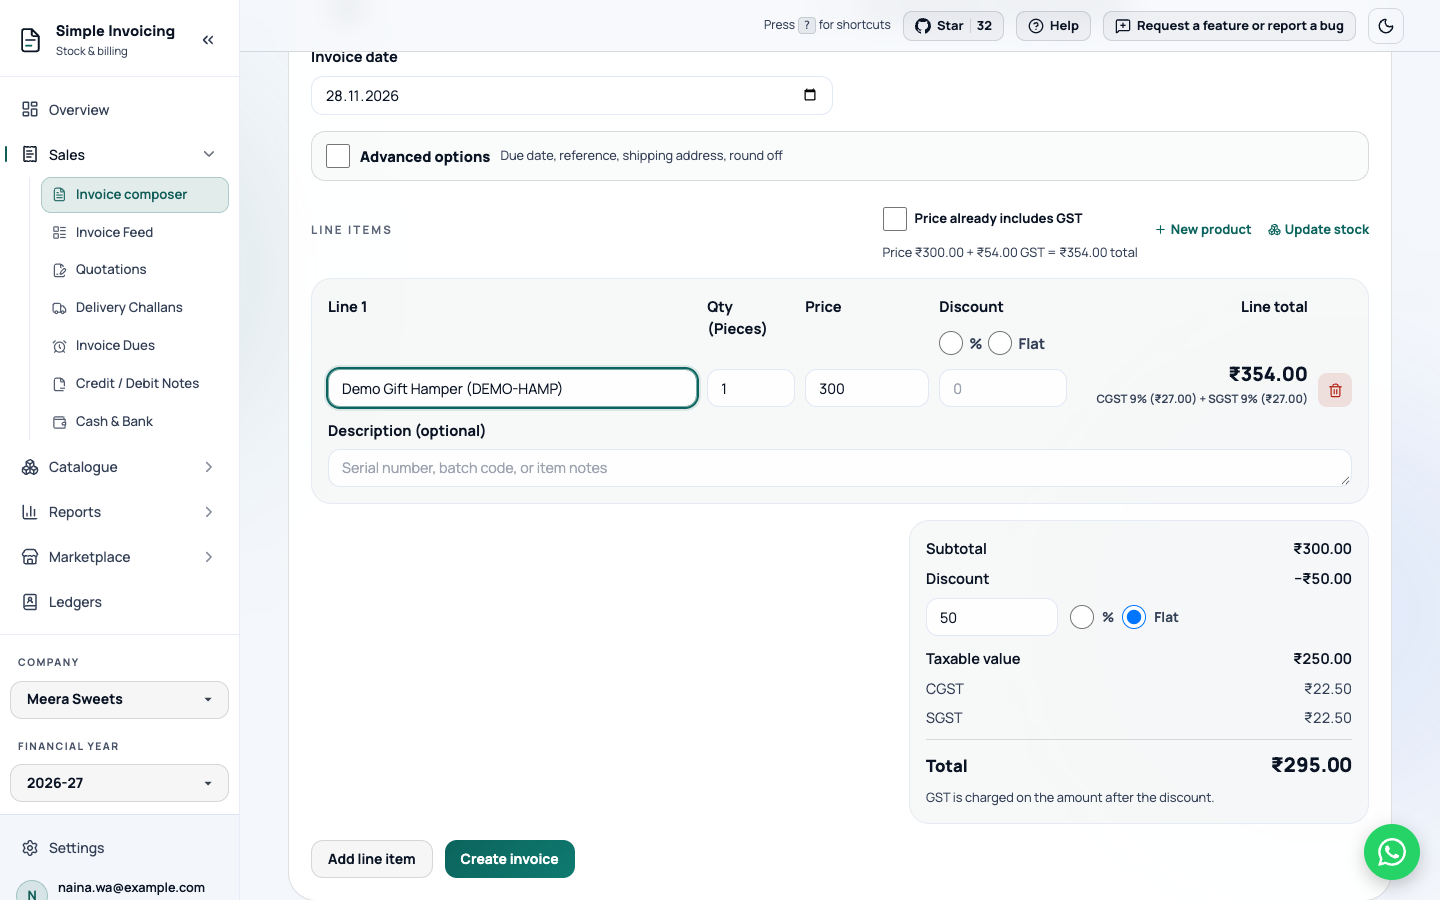 Simple Invoicing
Stock & billing
Overview
Sales
Invoice composer
Invoice Feed
Quotations
Delivery Challans
Invoice Dues
Credit / Debit Notes
Cash & Bank
Catalogue
Reports
Marketplace
Ledgers
COMPANY
Meera Sweets
FINANCIAL YEAR
2026-27
Settings
N
naina.wa@example.com
Press ? for shortcuts
Star 32
Help
Request a feature or report a bug
Invoice date
28.11.2026
Advanced options Due date, reference, shipping address, round off
LINE ITEMS
Price already includes GST
Price ₹300.00 + ₹54.00 GST = ₹354.00 total
+ New product
Update stock
Line 1
Qty
(Pieces)
Price
Discount
% Flat
Line total
Demo Gift Hamper (DEMO-HAMP)
1
300
0
₹354.00
CGST 9% (₹27.00) + SGST 9% (₹27.00)
Description (optional)
Serial number, batch code, or item notes
Subtotal ₹300.00
Discount −₹50.00
50 % Flat
Taxable value ₹250.00
CGST ₹22.50
SGST ₹22.50
Total ₹295.00
GST is charged on the amount after the discount.
Add line item
Create invoice